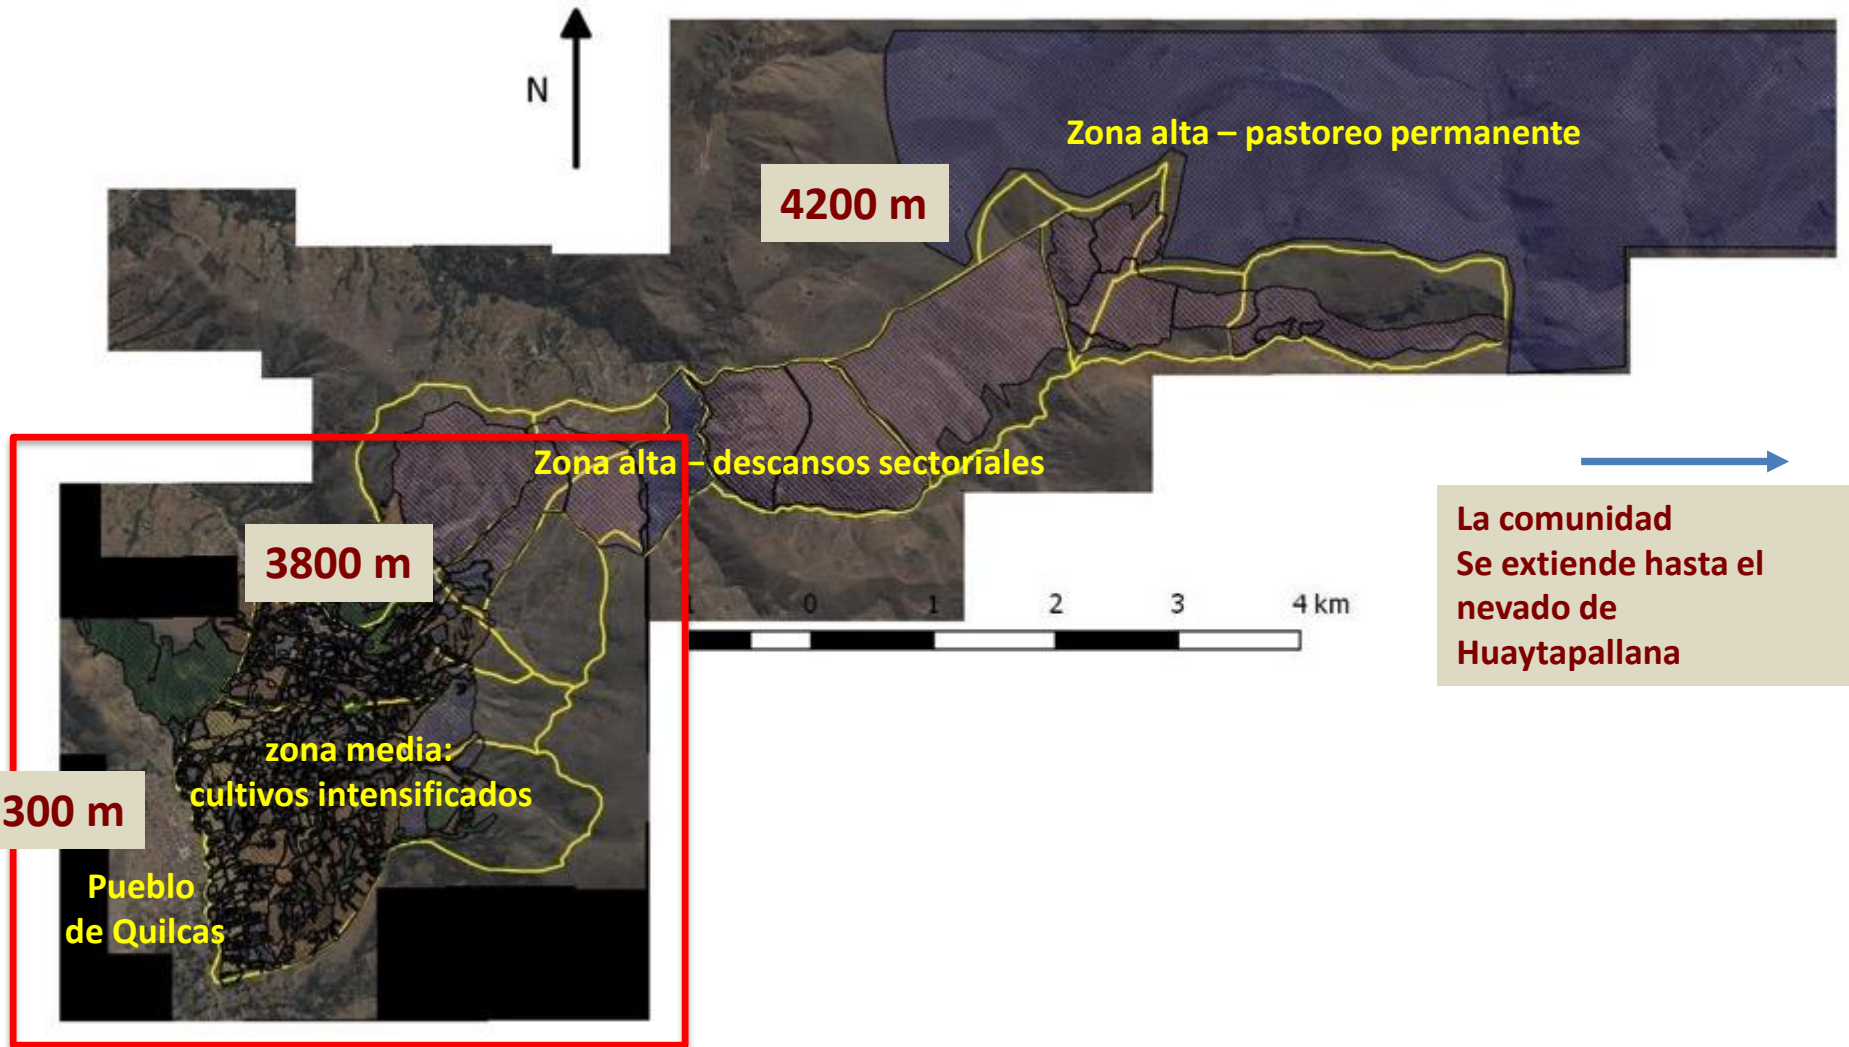 N
Zona alta – pastoreo permanente
4200 m
Zona alta – descansos sectoriales
La comunidad
Se extiende hasta el
nevado de
Huaytapallana
3800 m
1 0 1 2 3 4 km
zona media:
cultivos intensificados
300 m
Pueblo
de Quilcas